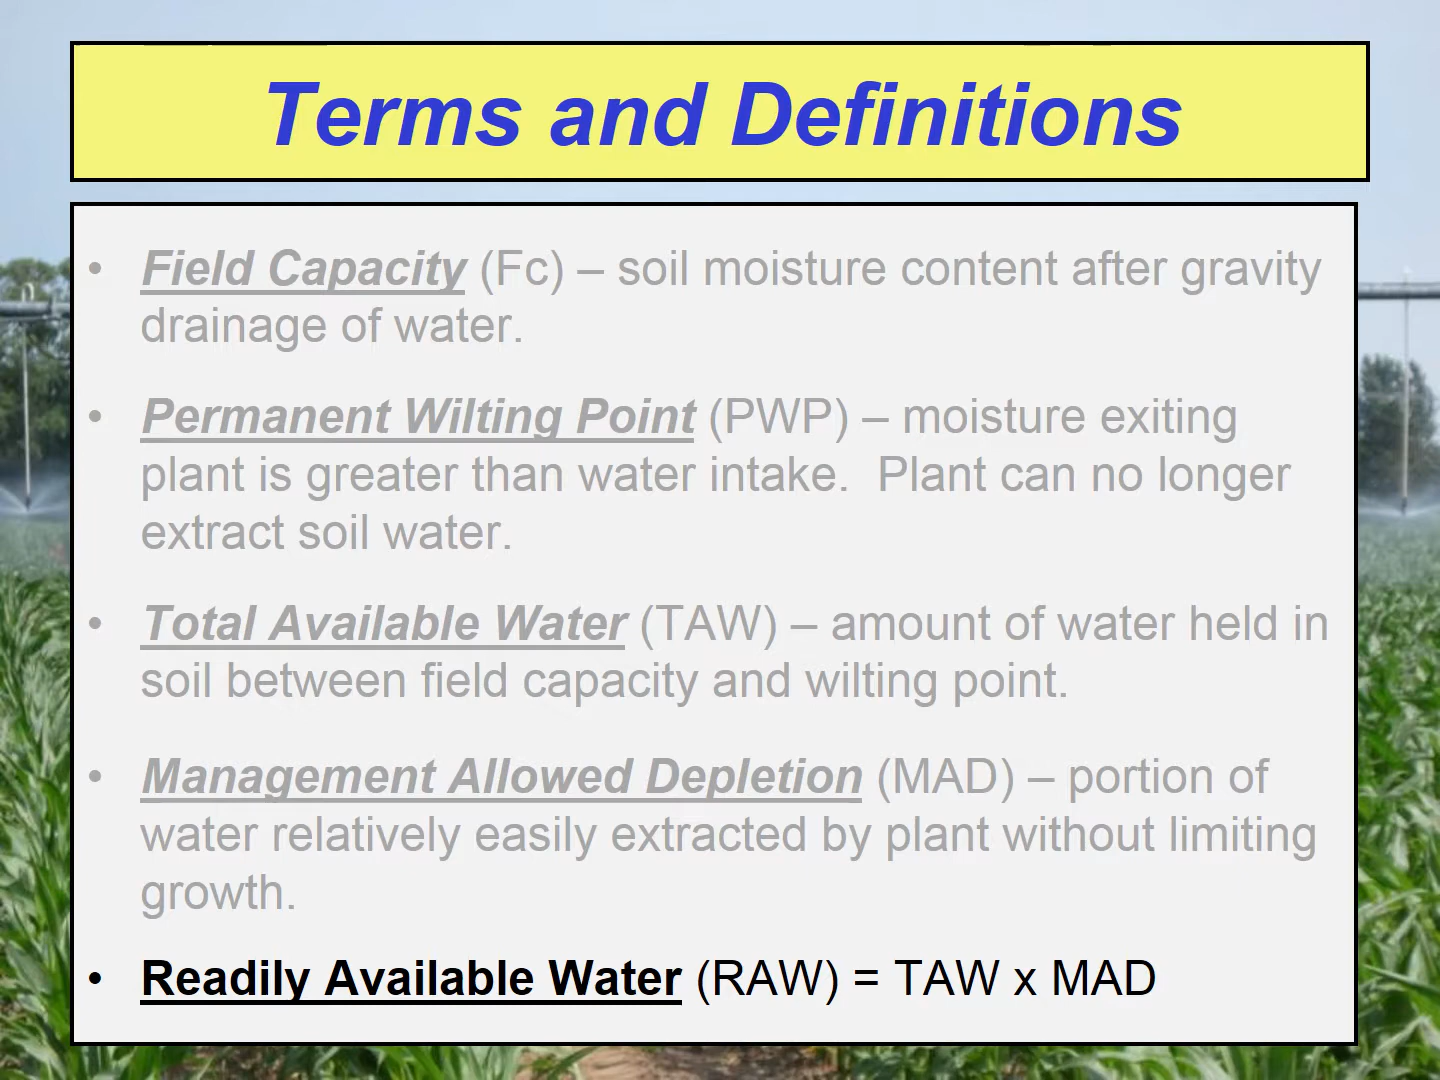 Terms and Definitions
• Field Capacity (Fc) – soil moisture content after gravity
drainage of water.
• Permanent Wilting Point (PWP) – moisture exiting
plant is greater than water intake.  Plant can no longer
extract soil water.
• Total Available Water (TAW) – amount of water held in
soil between field capacity and wilting point.
• Management Allowed Depletion (MAD) – portion of
water relatively easily extracted by plant without limiting
growth.
• Readily Available Water (RAW) = TAW x MAD